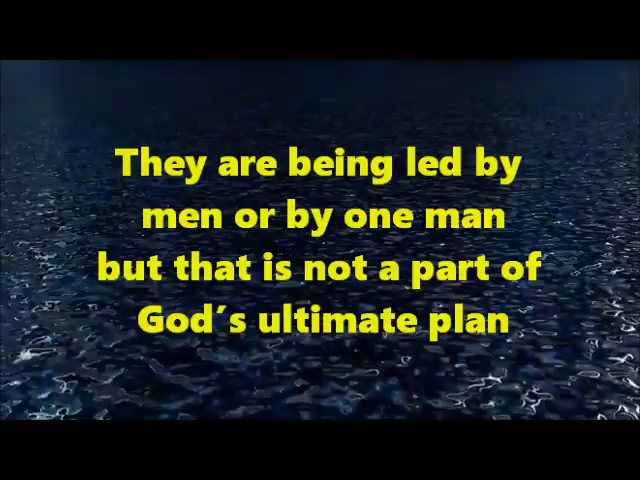 They are being led by
men or by one man
but that is not a part of
God´s ultimate plan